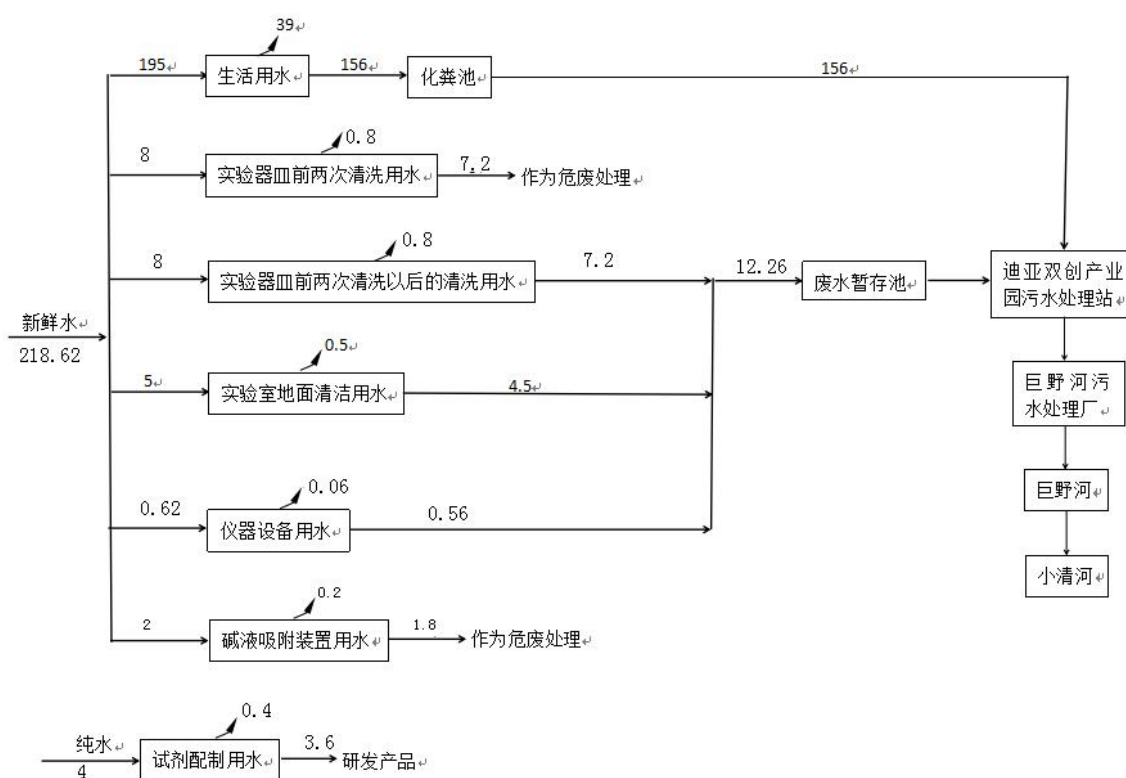 39
195
生活用水
156
化粪池
156
0.8
8
实验器皿前两次清洗用水
7.2
作为危废处理
0.8
8
实验器皿前两次清洗以后的清洗用水
7.2
12.26
废水暂存池
迪亚双创产业
园污水处理站
新鲜水
218.62
0.5
5
实验室地面清洁用水
4.5
巨野河污
水处理厂
0.06
0.62
仪器设备用水
0.56
巨野河
小清河
0.2
2
碱液吸附装置用水
1.8
作为危废处理
0.4
纯水
4
试剂配制用水
3.6
研发产品